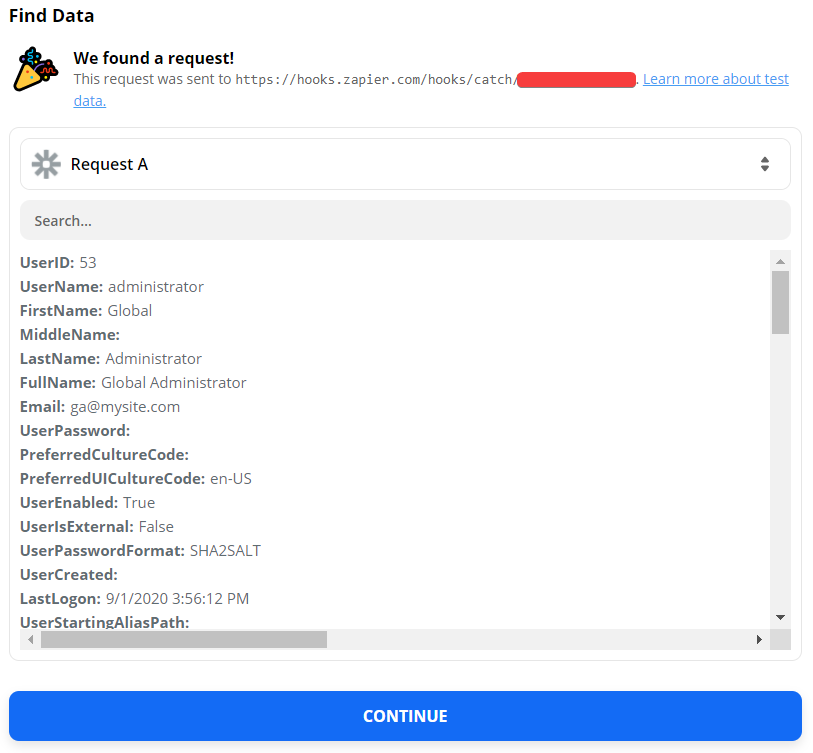 Find Data
We found a request!
This request was sent to https://hooks.zapier.com/hooks/catch/ . Learn more about test
data.
Request A
Search...
UserID: 53
UserName: administrator
FirstName: Global
MiddleName:
LastName: Administrator
FullName: Global Administrator
Email: ga@mysite.com
UserPassword:
PreferredCultureCode:
PreferredUICultureCode: en-US
UserEnabled: True
UserIsExternal: False
UserPasswordFormat: SHA2SALT
UserCreated:
LastLogon: 9/1/2020 3:56:12 PM
UserStartingAliasPath:
CONTINUE